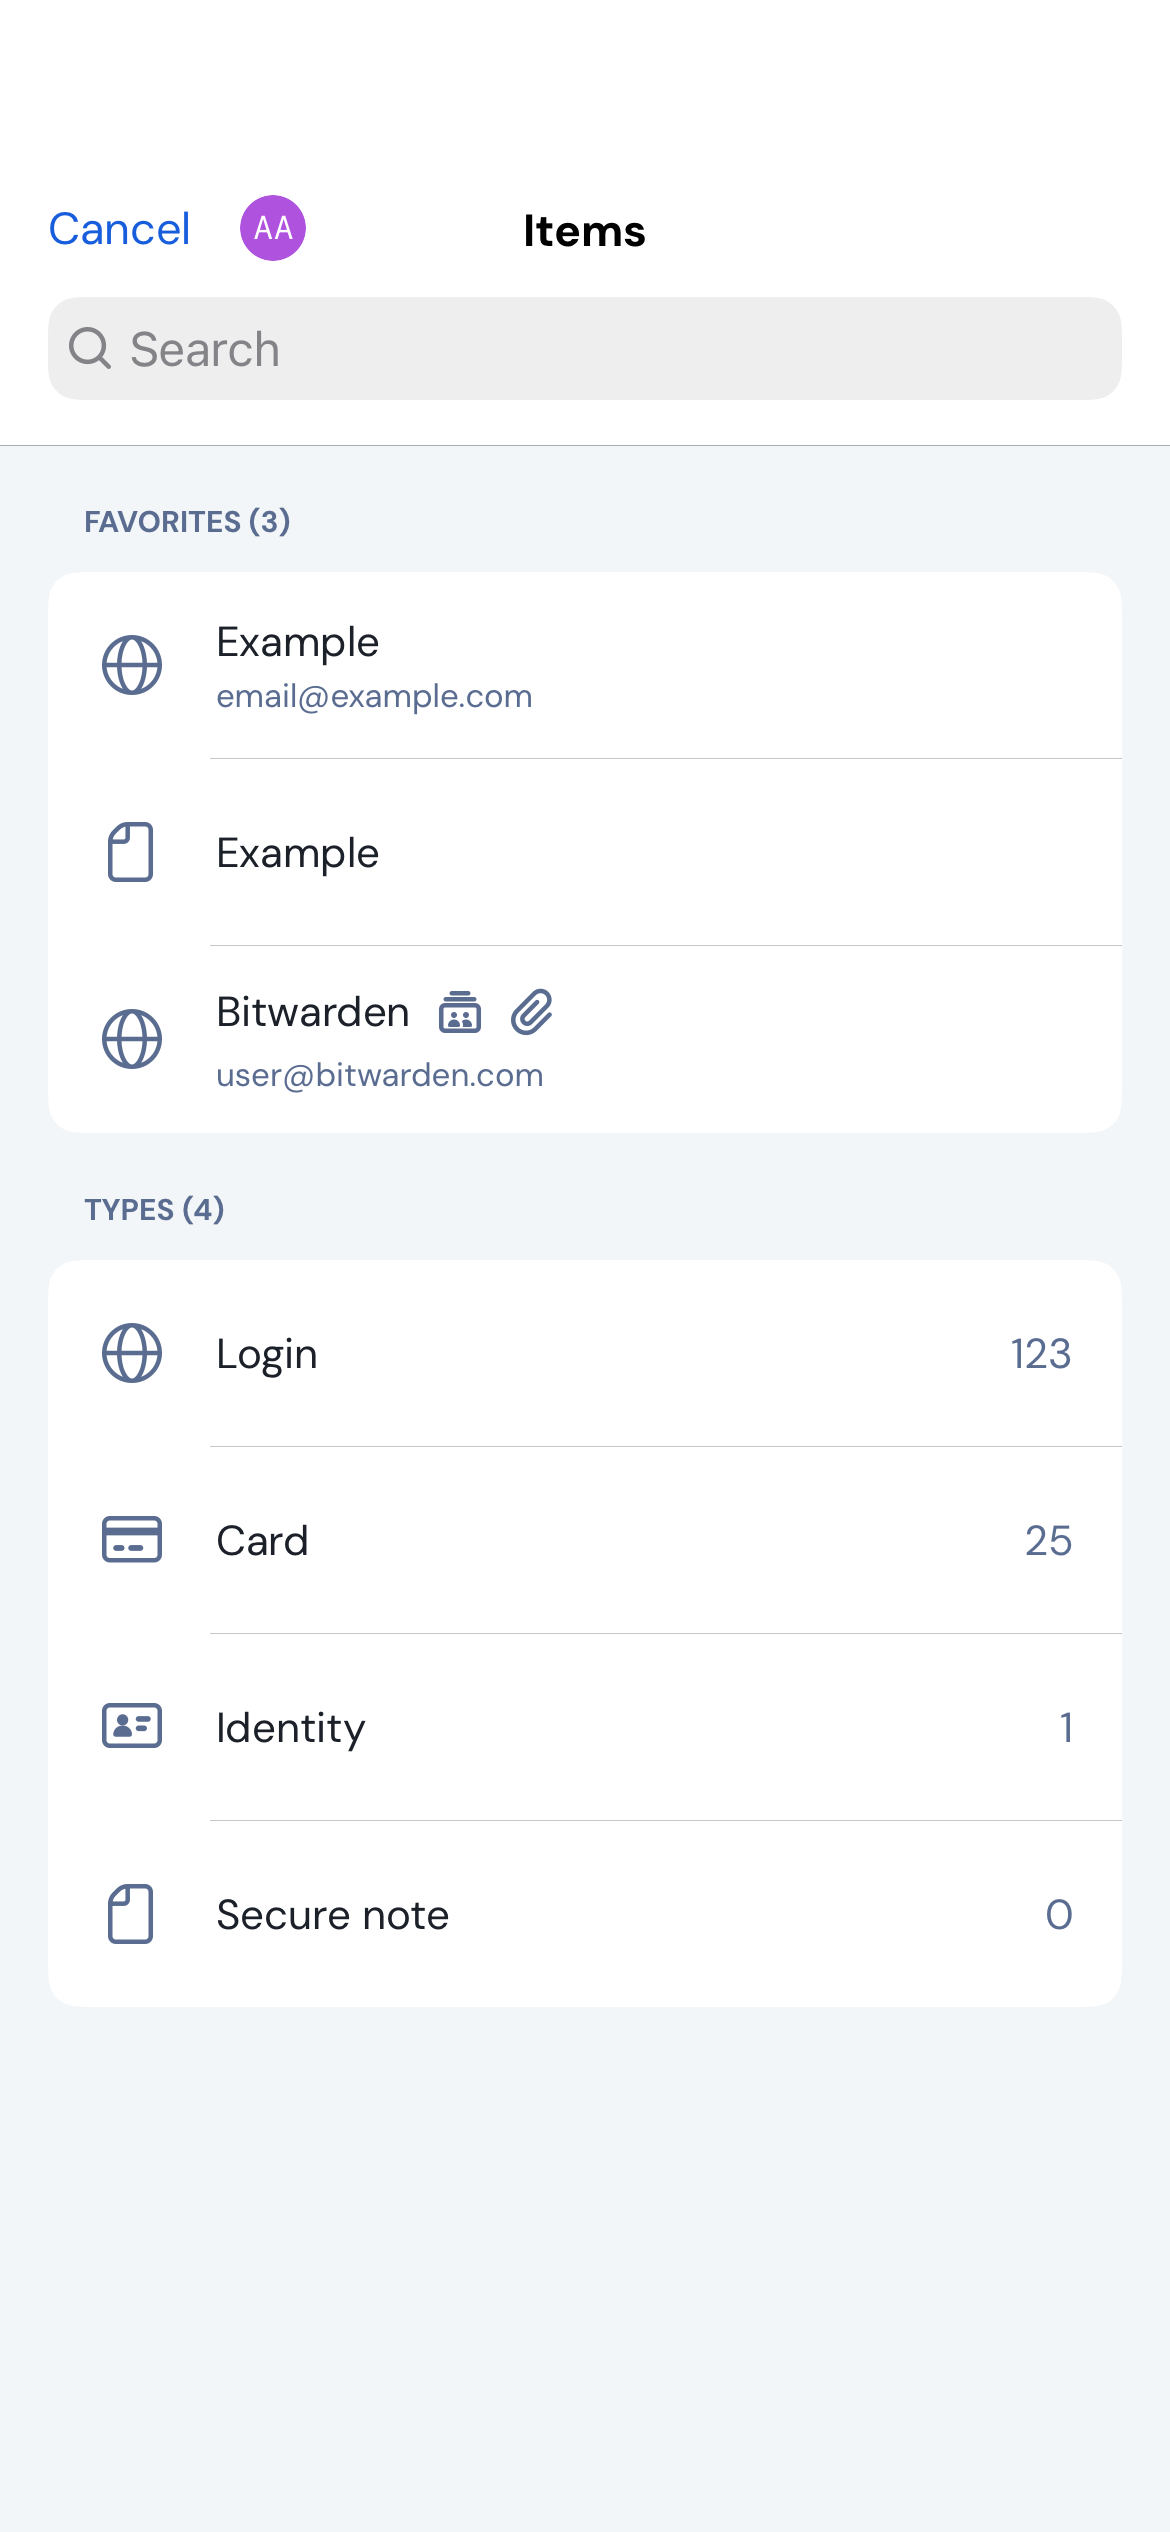 Cancel AA Items
Search
FAVORITES (3)
Example
email@example.com
Example
Bitwarden
user@bitwarden.com
TYPES (4)
Login 123
Card 25
Identity 1
Secure note 0